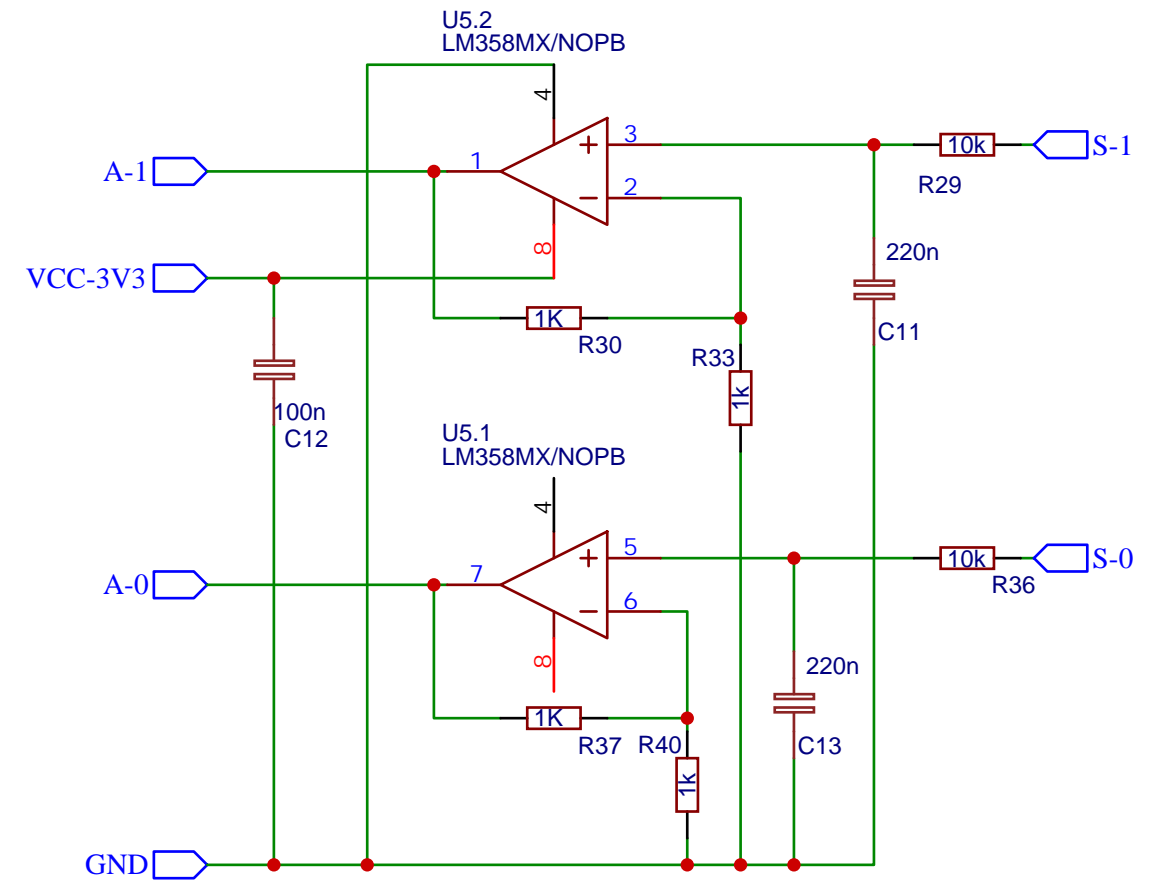 U5.2
LM358MX/NOPB
4
3
S-1
10k
1
A-1
2
R29
8
220n
VCC-3V3
1K
C11
R30
R33
1k
100n
C12
U5.1
LM358MX/NOPB
4
5
S-0
10k
7
A-0
R36
6
8
220n
1K
R37
R40
C13
1k
GND